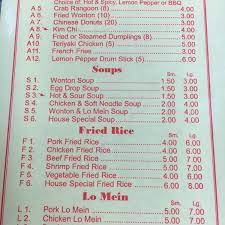 Choice of: Hot & Spicy, Lemon Pepper or BBQ
A 5. Crab Rangoon (8) 4.00
A 6. Fried Wonton (10) 3.00
A 7. Chinese Donuts (10) 3.00
A 8. Kim Chi 4.00
A 9. Fried or Steamed Dumplings (8) 5.00
A10. Teriyaki Chicken (4) 5.00
A11. French Fries 3.00
A12. Lemon Pepper Drum Stick (5) 6.00
Soups Sm. Lg.
S 1. Wonton Soup 1.50 3.00
S 2. Egg Drop Soup 1.50 3.00
S 3. Hot & Sour Soup 1.50 3.00
S 4. Chicken & Soft Noodle Soup 2.00 4.00
S 5. Wonton & Lo Mein Soup 2.00 4.00
S 6. House Special Soup 2.00 4.00
Fried Rice Sm. Lg.
F 1. Pork Fried Rice 4.00 6.00
F 2. Chicken Fried Rice 4.00 6.00
F 3. Beef Fried Rice 5.00 7.00
F 4. Shrimp Fried Rice 5.00 7.00
F 5. Vegetable Fried Rice 4.00 6.00
F 6. House Special Fried Rice 6.00 8.00
Lo Mein Sm. Lg.
L 1. Pork Lo Mein 5.00 7.00
L 2. Chicken Lo Mein 5.00 7.00